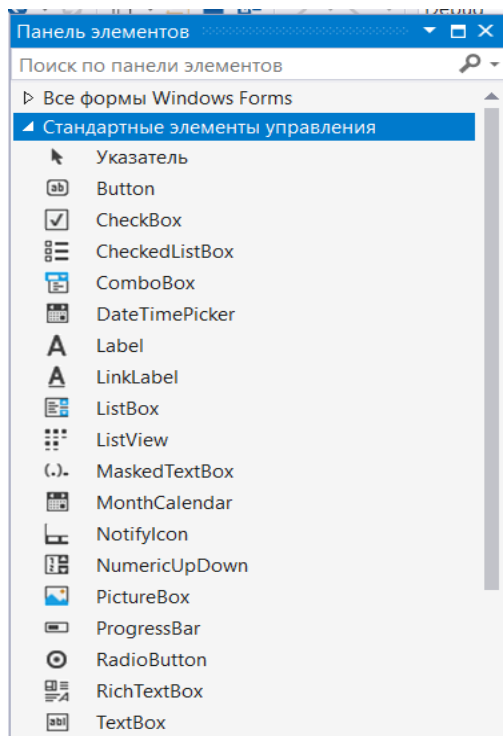 Debug
Панель элементов
Поиск по панели элементов
Все формы Windows Forms
Стандартные элементы управления
Указатель
Button
CheckBox
CheckedListBox
ComboBox
DateTimePicker
Label
LinkLabel
ListBox
ListView
MaskedTextBox
MonthCalendar
NotifyIcon
NumericUpDown
PictureBox
ProgressBar
RadioButton
RichTextBox
TextBox